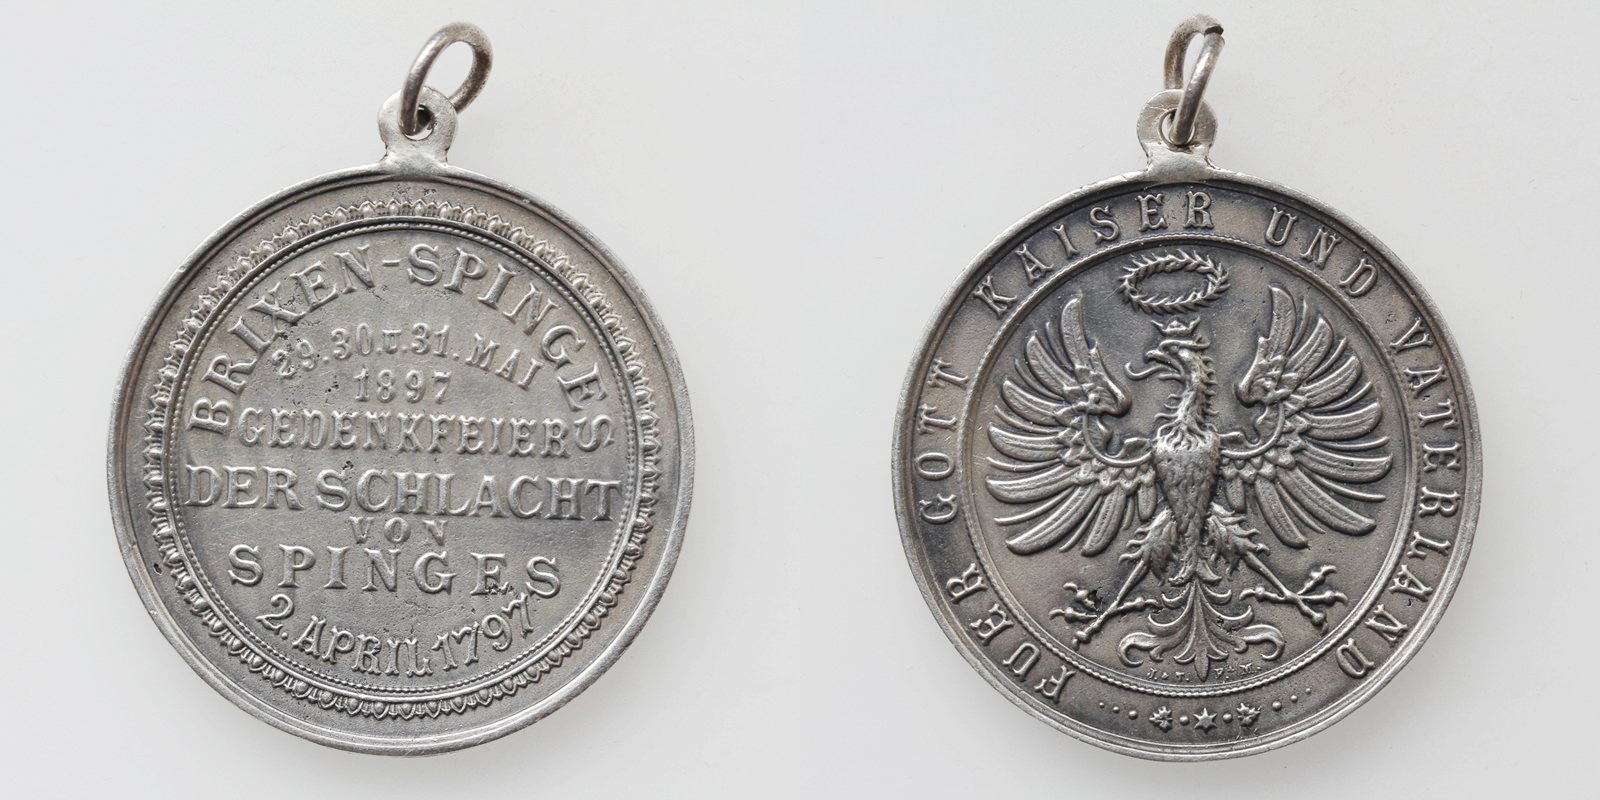 BRIXEN-SPINGES
29.30.u.31.MAI
1897
GEDENKFEIER
DER SCHLACHT
VON
SPINGES
2.APRIL 1797
FUER GOTT KAISER UND VATERLAND